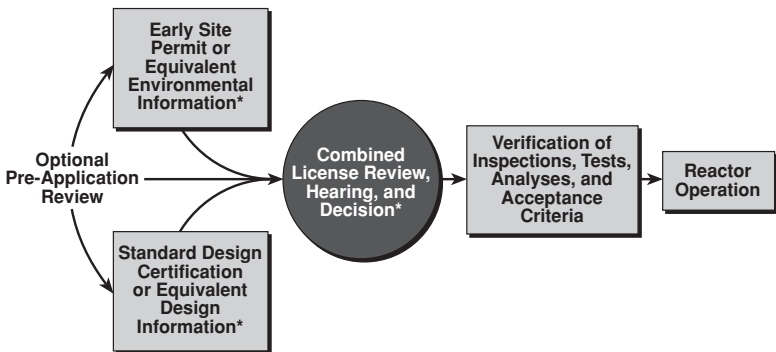 Early Site
Permit or
Equivalent
Environmental
Information*
Optional
Pre-Application
Review
Standard Design
Certification
or Equivalent
Design
Information*
Combined
License Review,
Hearing, and
Decision*
Verification of
Inspections, Tests,
Analyses, and
Acceptance
Criteria
Reactor
Operation